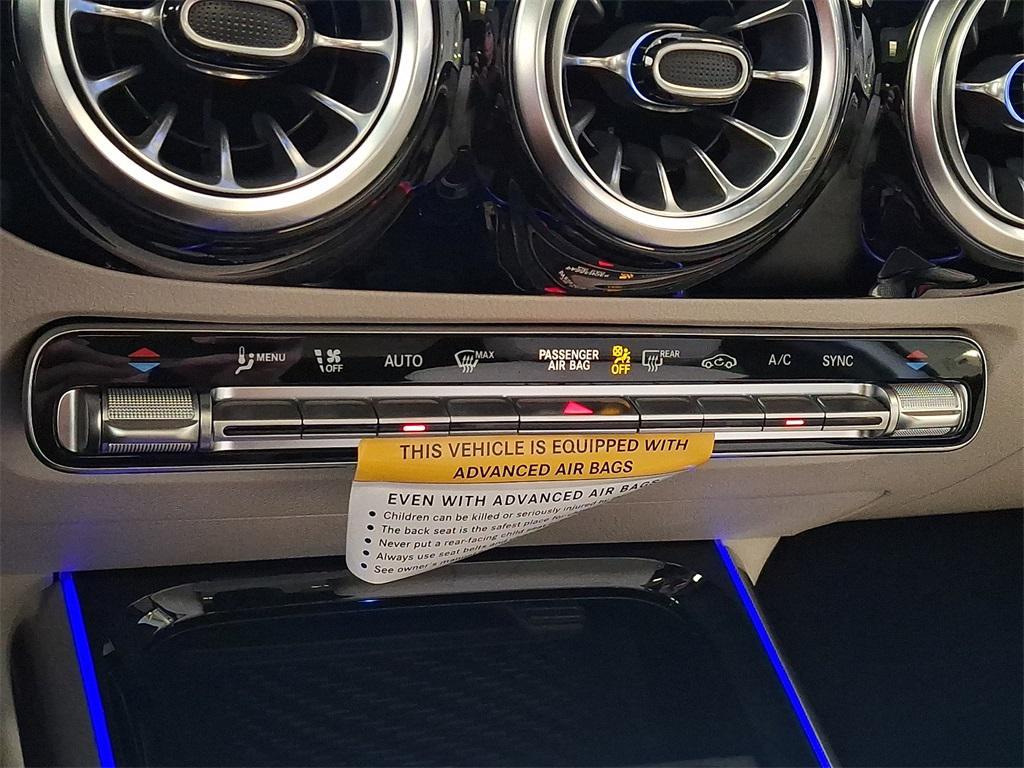 MENU
OFF
AUTO
MAX
PASSENGER
AIR BAG
OFF
REAR
A/C
SYNC
THIS VEHICLE IS EQUIPPED WITH
ADVANCED AIR BAGS
EVEN WITH ADVANCED AIR BAGS
• Children can be killed or seriously injured
• The back seat is the safest place
• Never put a rear-facing child
• Always use seat belts
• See owner's